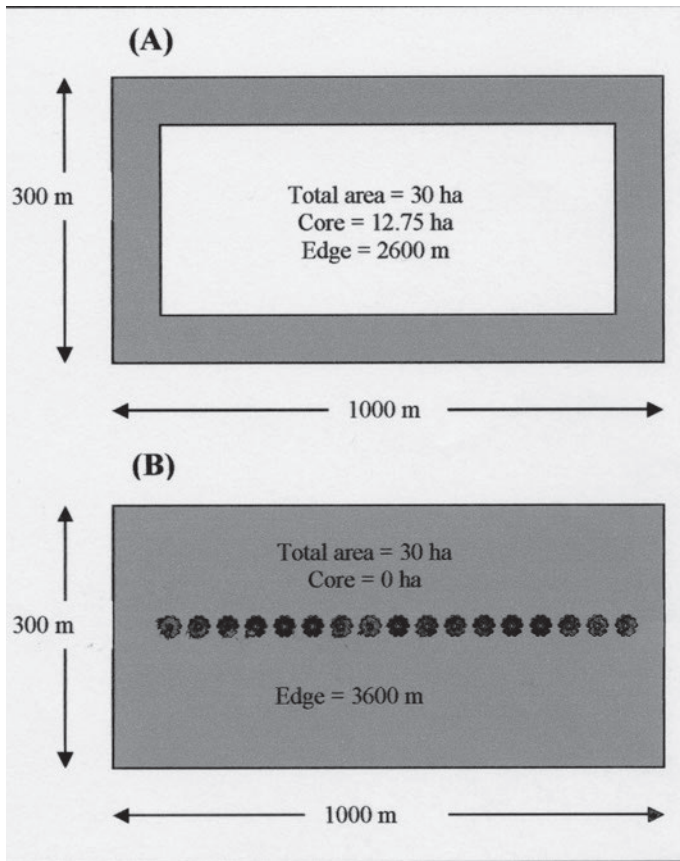 (A)
300 m
Total area = 30 ha
Core = 12.75 ha
Edge = 2600 m
1000 m
(B)
300 m
Total area = 30 ha
Core = 0 ha
Edge = 3600 m
1000 m